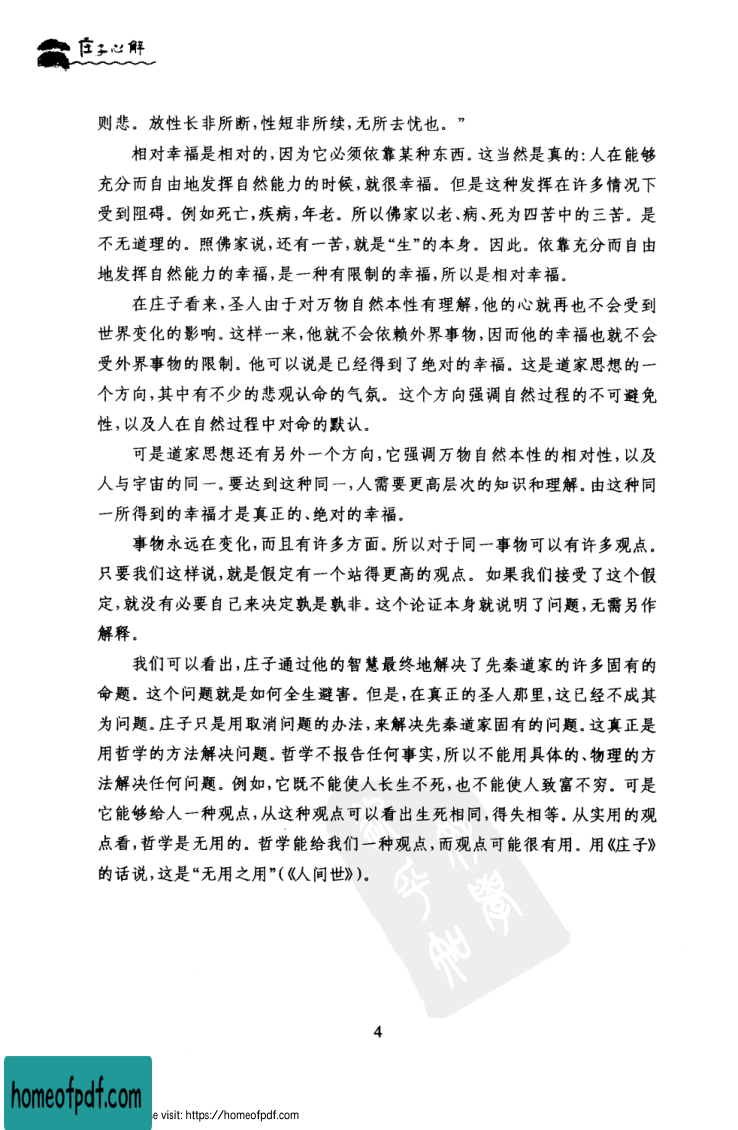 庄子心解
则悲。放性长非所断,性短非所续,无所去忧也。”
相对幸福是相对的,因为它必须依靠某种东西。这当然是真的:人在能够
充分而自由地发挥自然能力的时候,就很幸福。但是这种发挥在许多情况下
受到阻碍。例如死亡,疾病,年老。所以佛家以老、病、死为四苦中的三苦。是
不无道理的。照佛家说,还有一苦,就是“生”的本身。因此。依靠充分而自由
地发挥自然能力的幸福,是一种有限制的幸福,所以是相对幸福。
在庄子看来,圣人由于对万物自然本性有理解,他的心就再也不会受到
世界变化的影响。这样一来,他就不会依赖外界事物,因而他的幸福也就不会
受外界事物的限制。他可以说是已经得到了绝对的幸福。这是道家思想的一
个方向,其中有不少的悲观认命的气氛。这个方向强调自然过程的不可避免
性,以及人在自然过程中对命的默认。
可是道家思想还有另外一个方向,它强调万物自然本性的相对性,以及
人与宇宙的同一。要达到这种同一,人需要更高层次的知识和理解。由这种同
一所得到的幸福才是真正的、绝对的幸福。
事物永远在变化,而且有许多方面。所以对于同一事物可以有许多观点。
只要我们这样说,就是假定有一个站得更高的观点。如果我们接受了这个假
定,就没有必要自己来决定孰是孰非。这个论证本身就说明了问题,无需另作
解释。
我们可以看出,庄子通过他的智慧最终地解决了先秦道家的许多固有的
命题。这个问题就是如何全生避害。但是,在真正的圣人那里,这已经不成其
为问题。庄子只是用取消问题的办法,来解决先秦道家固有的问题。这真正是
用哲学的方法解决问题。哲学不报告任何事实,所以不能用具体的、物理的方
法解决任何问题。例如,它既不能使人长生不死,也不能使人致富不穷。可是
它能够给人一种观点,从这种观点可以看出生死相同,得失相等。从实用的观
点看,哲学是无用的。哲学能给我们一种观点,而观点可能很有用。用《庄子》
的话说,这是“无用之用”(《人间世》)。
4
homeofpdf.com
e visit: https://homeofpdf.com